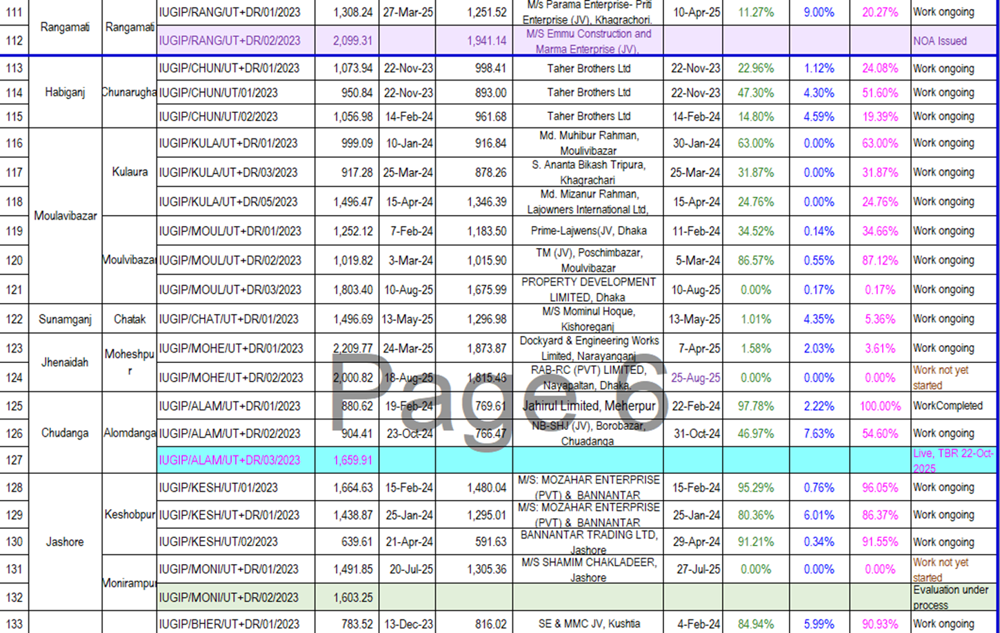 111 Rangamati Rangamati IUGIP/RANG/UT+DR/01/2023 1,308.24 27-Mar-25 1,251.52 M/s Parama Enterprise- Priti Enterprise (JV), Khagrachori. 10-Apr-25 11.27% 9.00% 20.27% Work ongoing
112 IUGIP/RANG/UT+DR/02/2023 2,099.31 1,941.14 M/S Emmu Construction and Marma Enterprise (JV), NOA Issued
113 Habiganj Chunarugha IUGIP/CHUN/UT+DR/01/2023 1,073.94 22-Nov-23 998.41 Taher Brothers Ltd 22-Nov-23 22.96% 1.12% 24.08% Work ongoing
114 IUGIP/CHUN/UT/01/2023 950.84 22-Nov-23 893.00 Taher Brothers Ltd 22-Nov-23 47.30% 4.30% 51.60% Work ongoing
115 IUGIP/CHUN/UT/02/2023 1,056.98 14-Feb-24 961.68 Taher Brothers Ltd 14-Feb-24 14.80% 4.59% 19.39% Work ongoing
116 Moulavibazar Kulaura IUGIP/KULA/UT+DR/01/2023 999.09 10-Jan-24 916.84 Md. Muhibur Rahman, Moulivibazar 30-Jan-24 63.00% 0.00% 63.00% Work ongoing
117 IUGIP/KULA/UT+DR/03/2023 917.28 25-Mar-24 878.26 S. Ananta Bikash Tripura, Khagrachari 25-Mar-24 31.87% 0.00% 31.87% Work ongoing
118 IUGIP/KULA/UT+DR/05/2023 1,496.47 15-Apr-24 1,346.39 Md. Mizanur Rahman, Lajowners International Ltd, 15-Apr-24 24.76% 0.00% 24.76% Work ongoing
119 Moulvibazar IUGIP/MOUL/UT+DR/01/2023 1,252.12 7-Feb-24 1,183.50 Prime-Lajwens(JV, Dhaka 11-Feb-24 34.52% 0.14% 34.66% Work ongoing
120 IUGIP/MOUL/UT+DR/02/2023 1,019.82 3-Mar-24 1,015.90 TM (JV), Poschimbazar, Moulvibazar 5-Mar-24 86.57% 0.55% 87.12% Work ongoing
121 IUGIP/MOUL/UT+DR/03/2023 1,803.40 10-Aug-25 1,675.99 PROPERTY DEVELOPMENT LIMITED, Dhaka 10-Aug-25 0.00% 0.17% 0.17% Work ongoing
122 Sunamganj Chatak IUGIP/CHAT/UT+DR/01/2023 1,496.69 13-May-25 1,296.98 M/S Mominul Hoque, Kishoreganj 13-May-25 1.01% 4.35% 5.36% Work ongoing
123 Jhenaidah Moheshpur IUGIP/MOHE/UT+DR/01/2023 2,209.77 24-Mar-25 1,873.87 Dockyard & Engineering Works Limited, Narayanganj 7-Apr-25 1.58% 2.03% 3.61% Work ongoing
124 IUGIP/MOHE/UT+DR/02/2023 2,000.82 18-Aug-25 1,815.46 RAB-RC (PVT) LIMITED, Nayapaltan, Dhaka. 25-Aug-25 0.00% 0.00% 0.00% Work not yet started
Page 6
125 Chudanga Alomdanga IUGIP/ALAM/UT+DR/01/2023 880.62 19-Feb-24 769.61 Jahirul Limited, Meherpur 22-Feb-24 97.78% 2.22% 100.00% WorkCompleted
126 IUGIP/ALAM/UT+DR/02/2023 904.41 23-Oct-24 766.47 NB-SHJ (JV), Borobazar, Chuadanga 31-Oct-24 46.97% 7.63% 54.60% Work ongoing
127 IUGIP/ALAM/UT+DR/03/2023 1,659.91 Live, TBR 22-Oct-2025
128 Jashore Keshobpur IUGIP/KESH/UT/01/2023 1,664.63 15-Feb-24 1,480.04 M/S: MOZAHAR ENTERPRISE (PVT) & BANNANTAR 15-Feb-24 95.29% 0.76% 96.05% Work ongoing
129 IUGIP/KESH/UT+DR/01/2023 1,438.87 25-Jan-24 1,295.01 M/S: MOZAHAR ENTERPRISE (PVT) & BANNANTAR 25-Jan-24 80.36% 6.01% 86.37% Work ongoing
130 IUGIP/KESH/UT/02/2023 639.61 21-Apr-24 591.63 BANNANTAR TRADING LTD, Jashore 29-Apr-24 91.21% 0.34% 91.55% Work ongoing
131 Monirampur IUGIP/MONI/UT+DR/01/2023 1,491.85 20-Jul-25 1,305.36 M/S SHAMIM CHAKLADEER, Jashore 27-Jul-25 0.00% 0.00% 0.00% Work not yet started
132 IUGIP/MONI/UT+DR/02/2023 1,603.25 Evaluation under process
133 IUGIP/BHER/UT+DR/01/2023 783.52 13-Dec-23 816.02 SE & MMC JV, Kushtia 4-Feb-24 84.94% 5.99% 90.93% Work ongoing